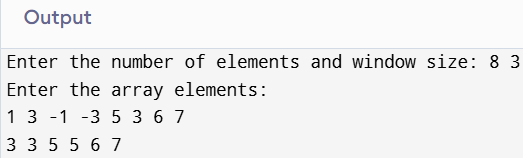 Output
Enter the number of elements and window size: 8 3
Enter the array elements:
1 3 -1 -3 5 3 6 7
3 3 5 5 6 7